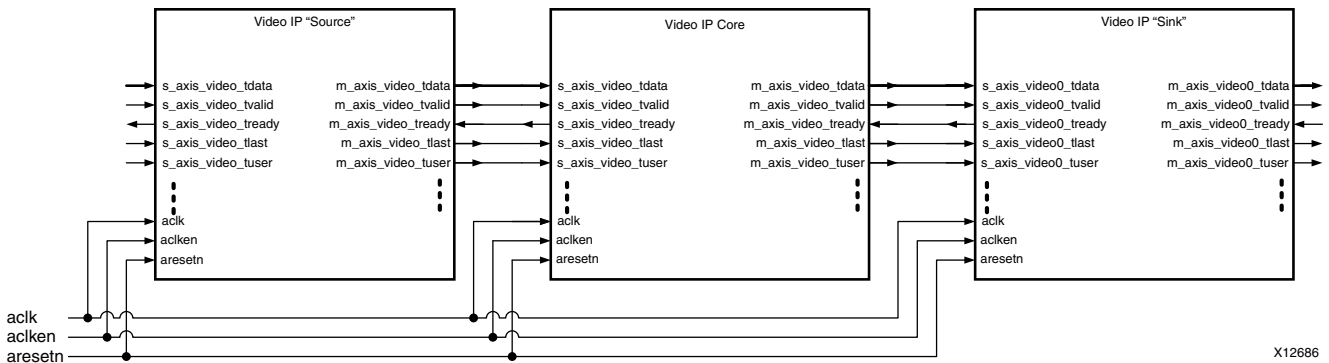 Video IP “Source”
s_axis_video_tdata
s_axis_video_tvalid
s_axis_video_tready
s_axis_video_tlast
s_axis_video_tuser
m_axis_video_tdata
m_axis_video_tvalid
m_axis_video_tready
m_axis_video_tlast
m_axis_video_tuser
aclk
aclken
aresetn
Video IP Core
s_axis_video_tdata
s_axis_video_tvalid
s_axis_video_tready
s_axis_video_tlast
s_axis_video_tuser
m_axis_video_tdata
m_axis_video_tvalid
m_axis_video_tready
m_axis_video_tlast
m_axis_video_tuser
aclk
aclken
aresetn
Video IP “Sink”
s_axis_video0_tdata
s_axis_video0_tvalid
s_axis_video0_tready
s_axis_video0_tlast
s_axis_video0_tuser
m_axis_video0_tdata
m_axis_video0_tvalid
m_axis_video0_tready
m_axis_video0_tlast
m_axis_video0_tuser
aclk
aclken
aresetn
aclk
aclken
aresetn
X12686